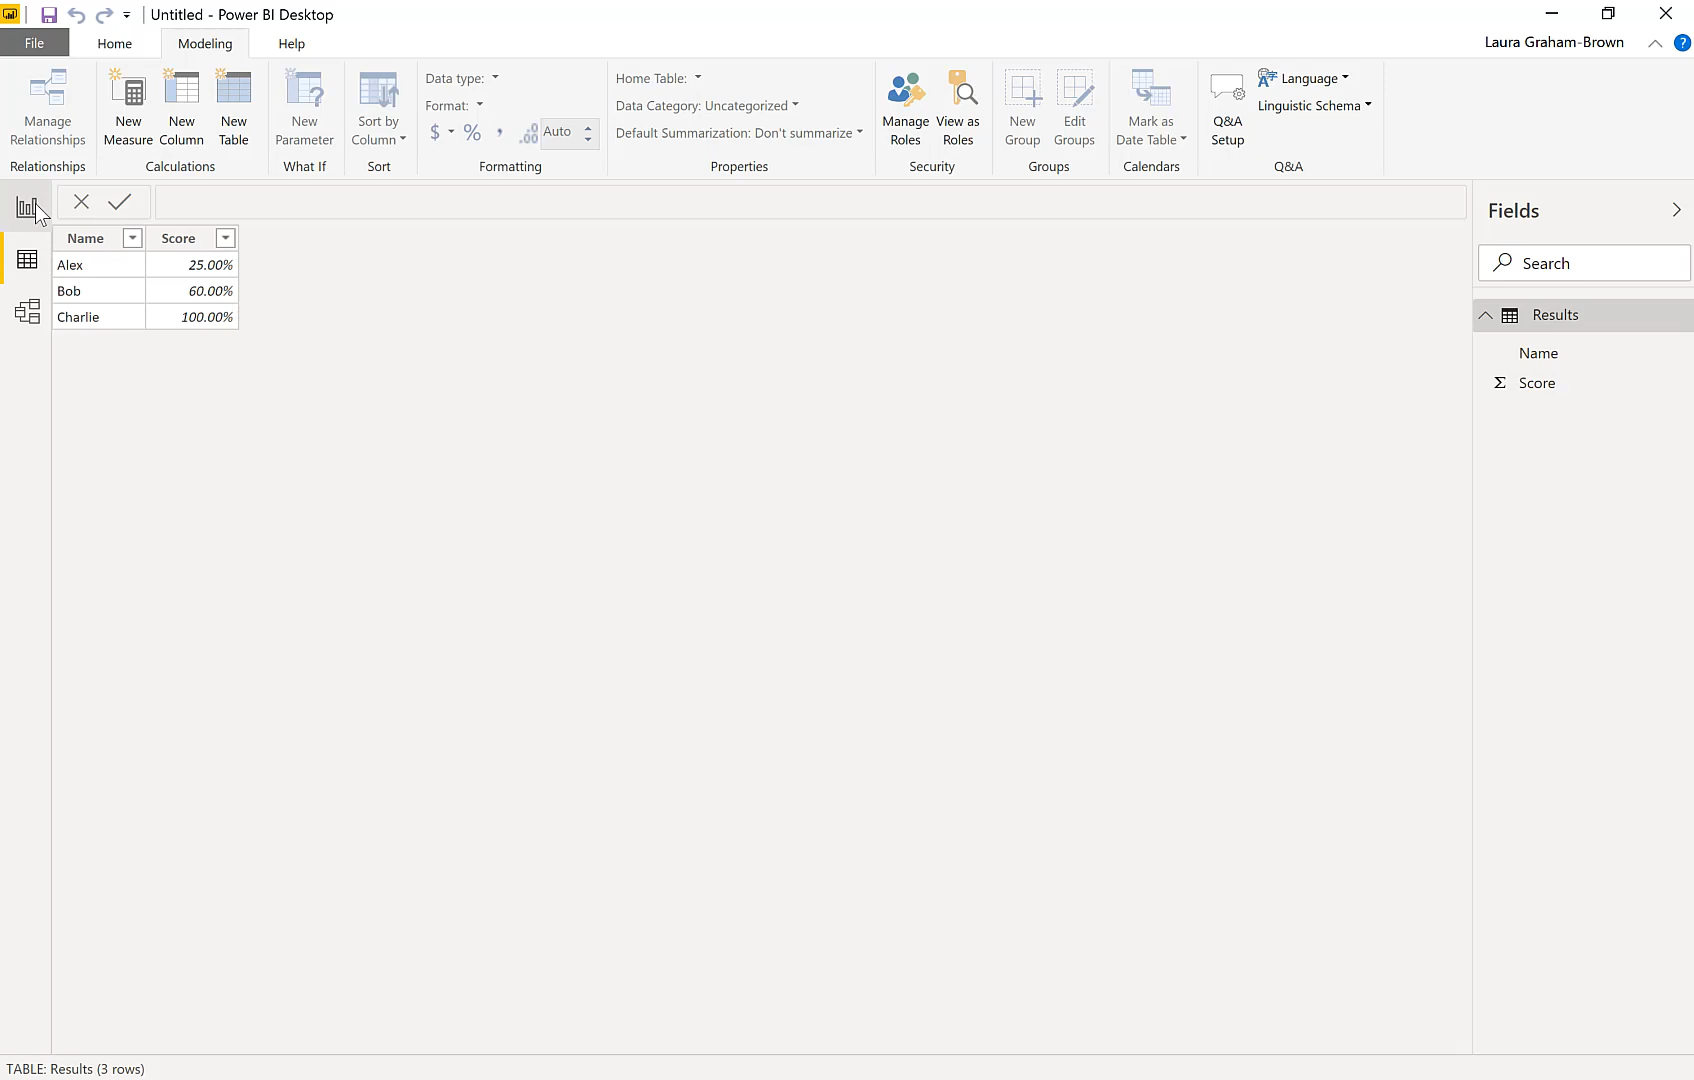 Untitled - Power BI Desktop
File Home Modeling Help Laura Graham-Brown ?
Manage Relationships
Relationships
New Measure
New Column
New Table
Calculations
New Parameter
What If
Sort by Column
Sort
Data type:
Format:
$ % , .00 Auto
Formatting
Home Table:
Data Category: Uncategorized
Default Summarization: Don't summarize
Properties
Manage Roles
View as Roles
Security
New Group
Edit Groups
Groups
Mark as Date Table
Calendars
Q&A Setup
Language
Linguistic Schema
Q&A
Name Score
Alex 25.00%
Bob 60.00%
Charlie 100.00%
Fields
Search
Results
Name
Σ Score
TABLE: Results (3 rows)